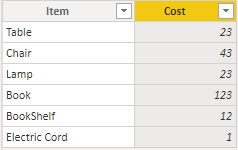 Item Cost
Table 23
Chair 43
Lamp 23
Book 123
BookShelf 12
Electric Cord 1